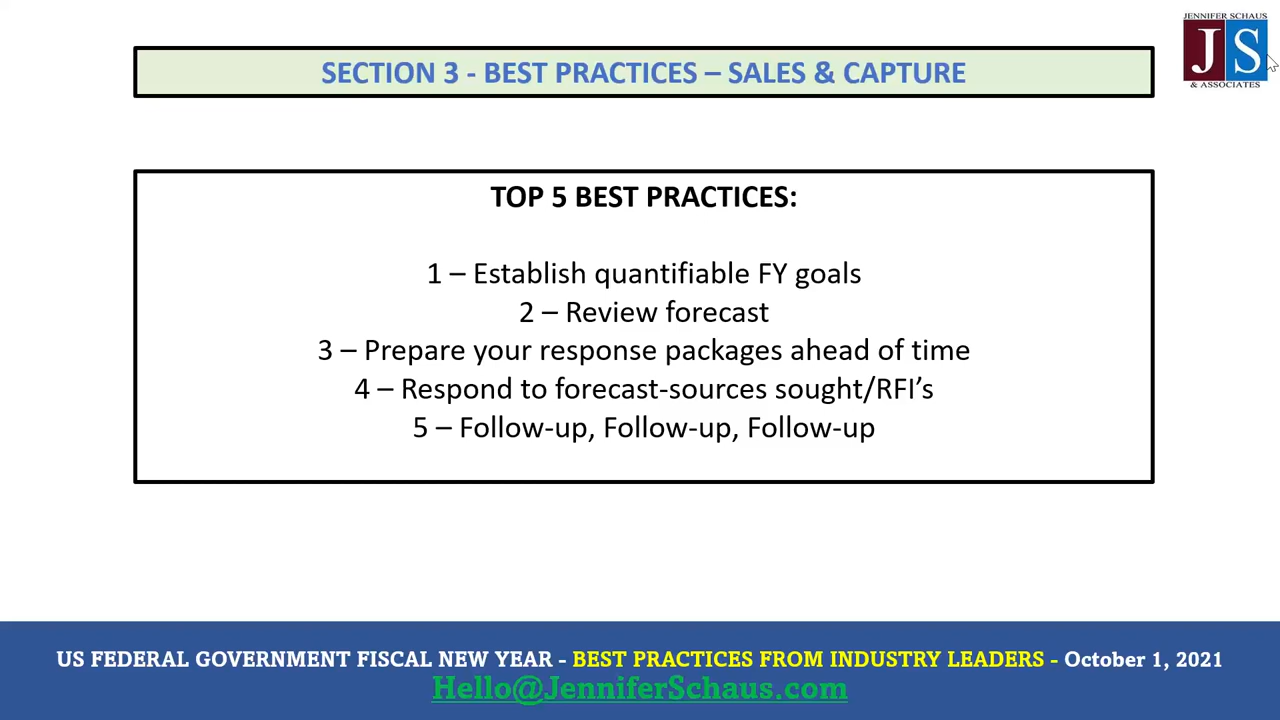 JENNIFER SCHAUS
JS
& ASSOCIATES
SECTION 3 - BEST PRACTICES – SALES & CAPTURE
TOP 5 BEST PRACTICES:
1 – Establish quantifiable FY goals
2 – Review forecast
3 – Prepare your response packages ahead of time
4 – Respond to forecast-sources sought/RFI’s
5 – Follow-up, Follow-up, Follow-up
US FEDERAL GOVERNMENT FISCAL NEW YEAR - BEST PRACTICES FROM INDUSTRY LEADERS - October 1, 2021
Hello@JenniferSchaus.com